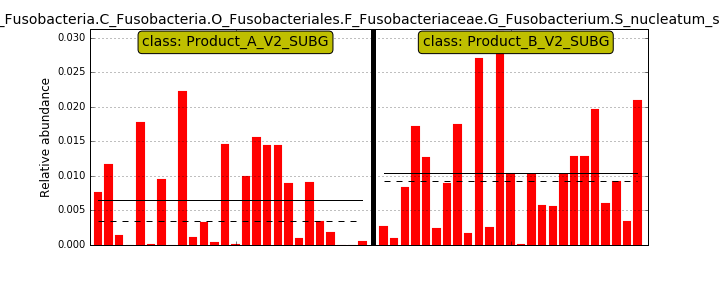 _Fusobacteria.C_Fusobacteria.O_Fusobacteriales.F_Fusobacteriaceae.G_Fusobacterium.S_nucleatum_s
class: Product_A_V2_SUBG
class: Product_B_V2_SUBG
Relative abundance
0.030
0.025
0.020
0.015
0.010
0.005
0.000